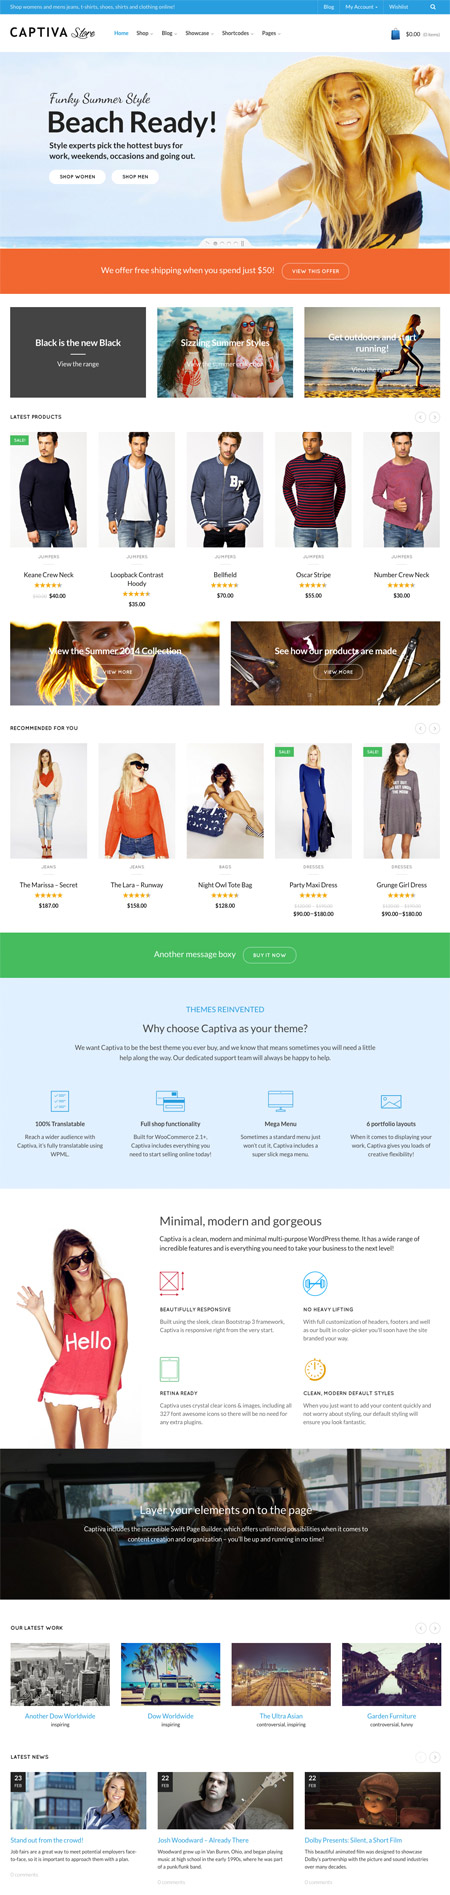 Shop womens and mens jeans, t-shirts, shoes, shirts and clothing online!
Blog
My Account
Wishlist
CAPTIVA Store
Home
Shop
Blog
Showcase
Shortcodes
Pages
$0.00
(0 items)
Funky Summer Style
Beach Ready!
Style experts pick the hottest buys for
work, weekends, occasions and going out.
SHOP WOMEN
SHOP MEN
We offer free shipping when you spend just $50!
VIEW THIS OFFER
Black is the new Black
View the range
Sizzling Summer Styles
View the summer collection
Get outdoors and start
running!
View the range
LATEST PRODUCTS
SALE!
JUMPERS
JUMPERS
JUMPERS
JUMPERS
JUMPERS
Keane Crew Neck
$40.00
Loopback Contrast
Hoody
$35.00
Bellfield
$70.00
Oscar Stripe
$55.00
Number Crew Neck
$30.00
View the Summer 2014 Collection
VIEW MORE
See how our products are made
VIEW MORE
RECOMMENDED FOR YOU
SALE!
SALE!
JEANS
JEANS
BAGS
DRESSES
DRESSES
The Marissa – Secret
$187.00
The Lara – Runway
$158.00
Night Owl Tote Bag
$128.00
Party Maxi Dress
$90.00–$180.00
Grunge Girl Dress
$90.00–$180.00
Another message boxy
BUY IT NOW
THEMES REINVENTED
Why choose Captiva as your theme?
We want Captiva to be the best theme you ever buy, and we know that means sometimes you will need a little
help along the way. Our dedicated support team will always be happy to help.
100% Translatable
Reach a wider audience with
Captiva, it's fully translatable using
WPML.
Full shop functionality
Built for WooCommerce 2.1+,
Captiva includes everything you
need to start selling online today!
Mega Menu
Sometimes a standard menu just
won't cut it, Captiva includes a
super slick mega menu.
6 portfolio layouts
When it comes to displaying your
work, Captiva gives you loads of
creative flexibility!
Hello
Minimal, modern and gorgeous
Captiva is a clean, modern and minimal multi-purpose WordPress theme. It has a wide range of
incredible features and is everything you need to take your business to the next level!
BEAUTIFULLY RESPONSIVE
Built using the sleek, clean Bootstrap 3 framework,
Captiva is responsive right from the very start.
NO HEAVY LIFTING
With full customization of headers, footers and well
as our built in color-picker you'll soon have the site
branded your way.
RETINA READY
Captiva uses crystal clear icons & images, including all
327 font awesome icons so there will be no need for
any extra plugins.
CLEAN, MODERN DEFAULT STYLES
When you just want to add your content quickly and
not worry about styling, our default styling will
ensure you look fantastic.
Layer your elements on to the page
Captiva includes the incredible Swift Page Builder, which offers unlimited possibilities when it comes to
content creation and organization – you'll be up and running in no time!
OUR LATEST WORK
Another Dow Worldwide
inspiring
Dow Worldwide
inspiring
The Ultra Asian
controversial, inspiring
Garden Furniture
controversial, funny
LATEST NEWS
23
FEB
Stand out from the crowd!
Job fairs are a great way to meet potential employers face-
to-face, so it is important to approach them with a plan.
0 comments
22
FEB
Josh Woodward – Already There
Woodward grew up in Van Buren, Ohio, and began playing
music at high school in the early 1990s, where he was part
of a punk/funk band.
0 comments
22
FEB
Dolby Presents: Silent, a Short Film
This beautiful animated film was designed to showcase
Dolby's partnership with the picture and sound industries
over many decades.
0 comments